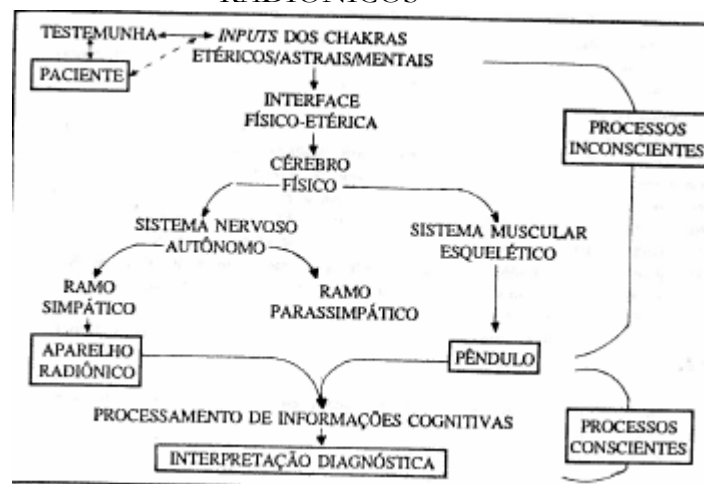 RADIÔNICOS
TESTEMUNHA
INPUTS DOS CHAKRAS
ETÉRICOS/ASTRAIS/MENTAIS
PACIENTE
INTERFACE
FÍSICO-ETÉRICA
PROCESSOS
INCONSCIENTES
CÉREBRO
FÍSICO
SISTEMA NERVOSO
AUTÔNOMO
SISTEMA MUSCULAR
ESQUELÉTICO
RAMO
SIMPÁTICO
RAMO
PARASSIMPÁTICO
APARELHO
RADIÔNICO
PÊNDULO
PROCESSAMENTO DE INFORMAÇÕES COGNITIVAS
PROCESSOS
CONSCIENTES
INTERPRETAÇÃO DIAGNÓSTICA